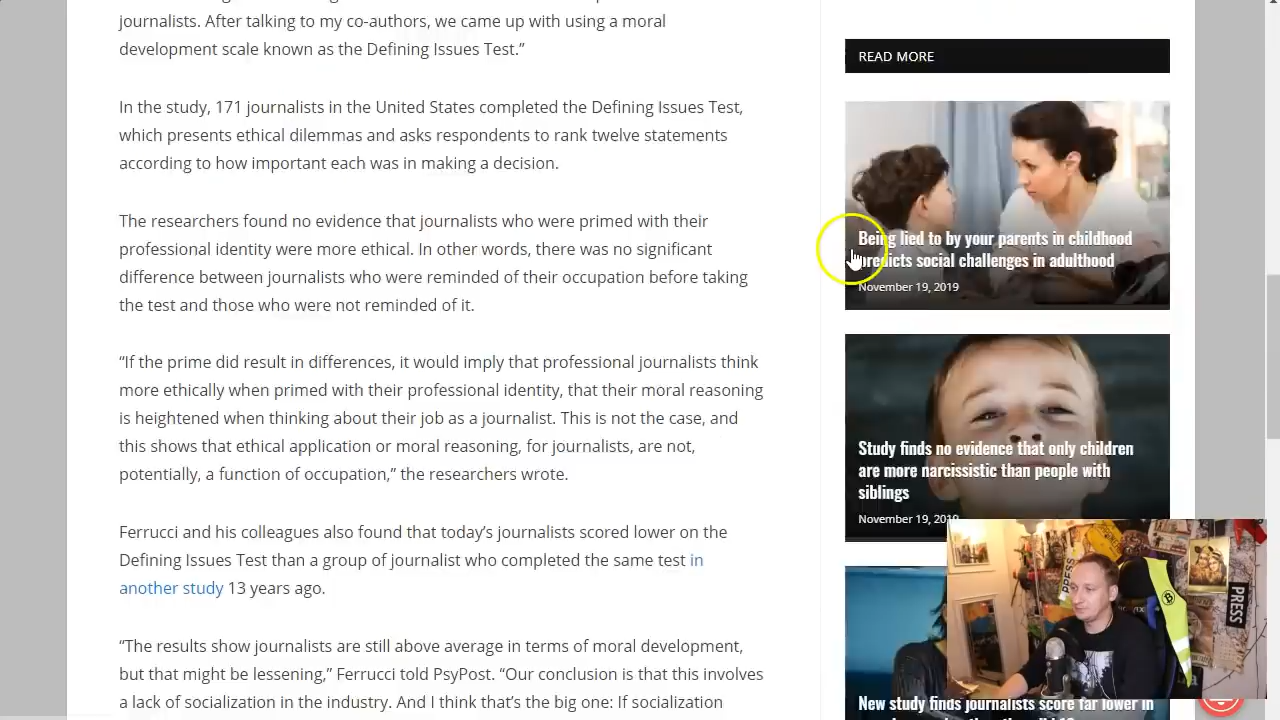 journalists. After talking to my co-authors, we came up with using a moral
development scale known as the Defining Issues Test.”
In the study, 171 journalists in the United States completed the Defining Issues Test,
which presents ethical dilemmas and asks respondents to rank twelve statements
according to how important each was in making a decision.
The researchers found no evidence that journalists who were primed with their
professional identity were more ethical. In other words, there was no significant
difference between journalists who were reminded of their occupation before taking
the test and those who were not reminded of it.
“If the prime did result in differences, it would imply that professional journalists think
more ethically when primed with their professional identity, that their moral reasoning
is heightened when thinking about their job as a journalist. This is not the case, and
this shows that ethical application or moral reasoning, for journalists, are not,
potentially, a function of occupation,” the researchers wrote.
Ferrucci and his colleagues also found that today’s journalists scored lower on the
Defining Issues Test than a group of journalist who completed the same test in
another study 13 years ago.
“The results show journalists are still above average in terms of moral development,
but that might be lessening,” Ferrucci told PsyPost. “Our conclusion is that this involves
a lack of socialization in the industry. And I think that’s the big one: If socialization
READ MORE
Being lied to by your parents in childhood
predicts social challenges in adulthood
November 19, 2019
Study finds no evidence that only children
are more narcissistic than people with
siblings
November 19, 2019
New study finds journalists score far lower in
PRESS
PRESS